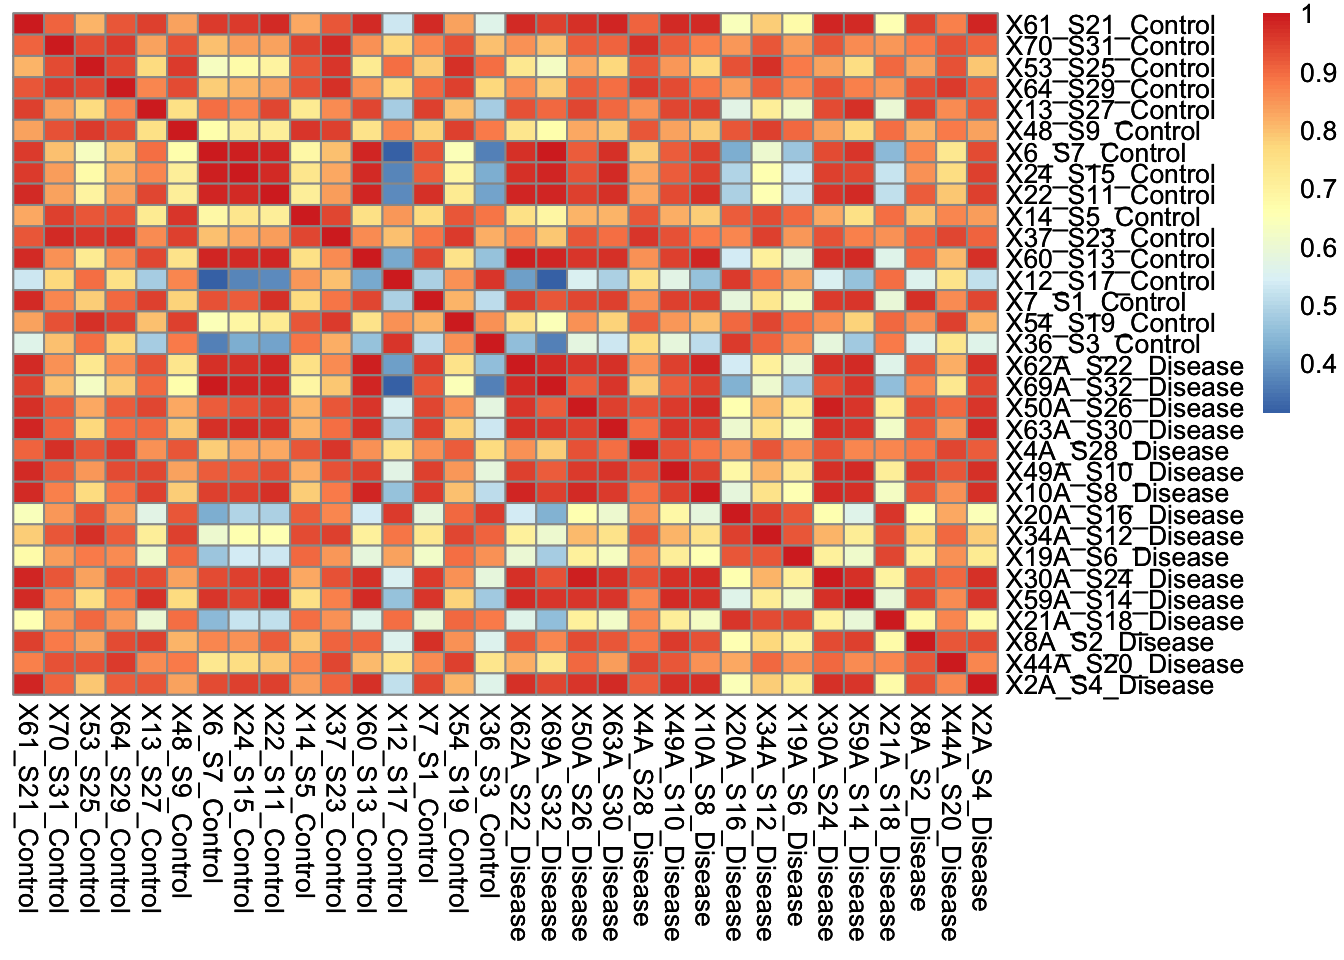 X61_S21_Control
X70_S31_Control
X53_S25_Control
X64_S29_Control
X13_S27_Control
X48_S9_Control
X6_S7_Control
X24_S15_Control
X22_S11_Control
X14_S5_Control
X37_S23_Control
X60_S13_Control
X12_S17_Control
X7_S1_Control
X54_S19_Control
X36_S3_Control
X62A_S22_Disease
X69A_S32_Disease
X50A_S26_Disease
X63A_S30_Disease
X4A_S28_Disease
X49A_S10_Disease
X10A_S8_Disease
X20A_S16_Disease
X34A_S12_Disease
X19A_S6_Disease
X30A_S24_Disease
X59A_S14_Disease
X21A_S18_Disease
X8A_S2_Disease
X44A_S20_Disease
X2A_S4_Disease
1
0.9
0.8
0.7
0.6
0.5
0.4
X61_S21_Control
X70_S31_Control
X53_S25_Control
X64_S29_Control
X13_S27_Control
X48_S9_Control
X6_S7_Control
X24_S15_Control
X22_S11_Control
X14_S5_Control
X37_S23_Control
X60_S13_Control
X12_S17_Control
X7_S1_Control
X54_S19_Control
X36_S3_Control
X62A_S22_Disease
X69A_S32_Disease
X50A_S26_Disease
X63A_S30_Disease
X4A_S28_Disease
X49A_S10_Disease
X10A_S8_Disease
X20A_S16_Disease
X34A_S12_Disease
X19A_S6_Disease
X30A_S24_Disease
X59A_S14_Disease
X21A_S18_Disease
X8A_S2_Disease
X44A_S20_Disease
X2A_S4_Disease